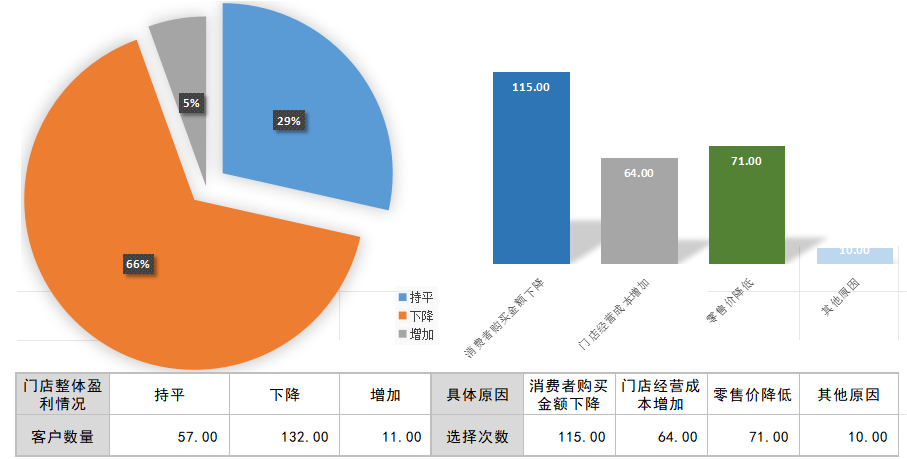 29%
5%
66%
持平
下降
增加
115.00
64.00
71.00
10.00
消费者购买金额下降
门店经营成本增加
零售价降低
其他原因
门店整体盈
利情况
持平
下降
增加
具体原因
消费者购买
金额下降
门店经营成
本增加
零售价降低
其他原因
客户数量
57.00
132.00
11.00
选择次数
115.00
64.00
71.00
10.00